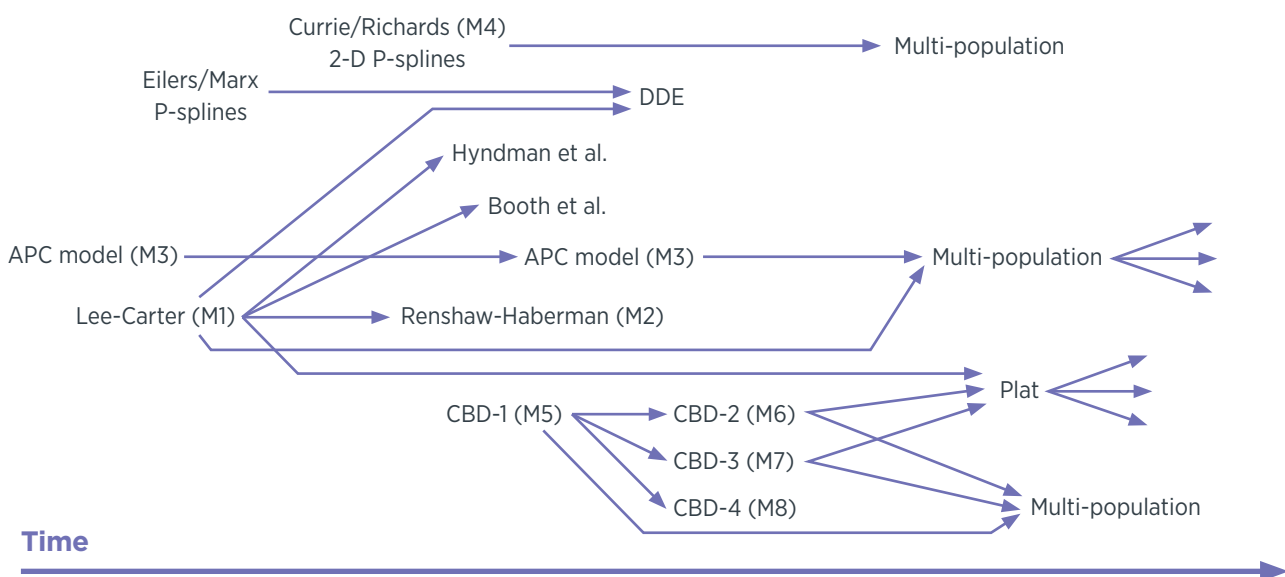 Currie/Richards (M4)
2-D P-splines
Multi-population
Eilers/Marx
P-splines
DDE
Hyndman et al.
Booth et al.
APC model (M3)
APC model (M3)
Multi-population
Lee-Carter (M1)
Renshaw-Haberman (M2)
Plat
CBD-1 (M5)
CBD-2 (M6)
CBD-3 (M7)
CBD-4 (M8)
Multi-population
Time